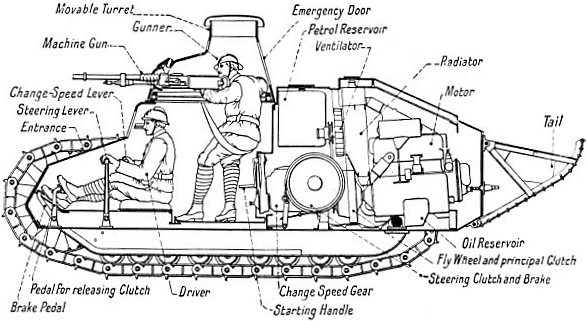 Movable Turret
Gunner
Machine Gun
Change-Speed Lever
Steering Lever
Entrance
Emergency Door
Petrol Reservoir
Ventilator
Radiator
Motor
Tail
Oil Reservoir
Fly Wheel and principal Clutch
Steering Clutch and Brake
Change Speed Gear
Starting Handle
Driver
Pedal For releasing Clutch
Brake Pedal